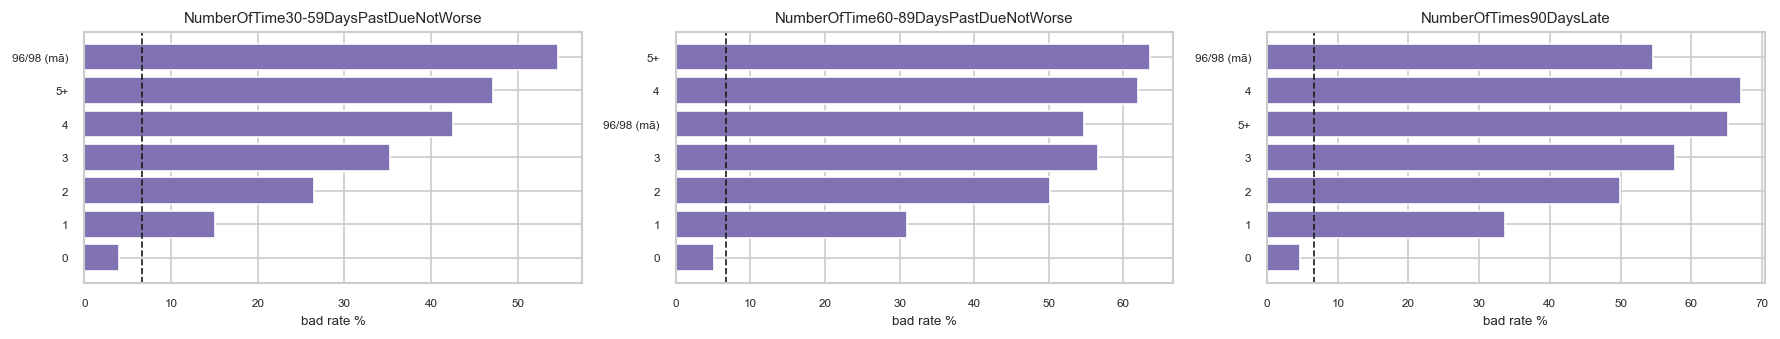 NumberOfTime30-59DaysPastDueNotWorse
96/98 (mã)
5+
4
3
2
1
0
0 10 20 30 40 50
bad rate %
NumberOfTime60-89DaysPastDueNotWorse
5+
4
96/98 (mã)
3
2
1
0
0 10 20 30 40 50 60
bad rate %
NumberOfTimes90DaysLate
96/98 (mã)
4
5+
3
2
1
0
0 10 20 30 40 50 60 70
bad rate %